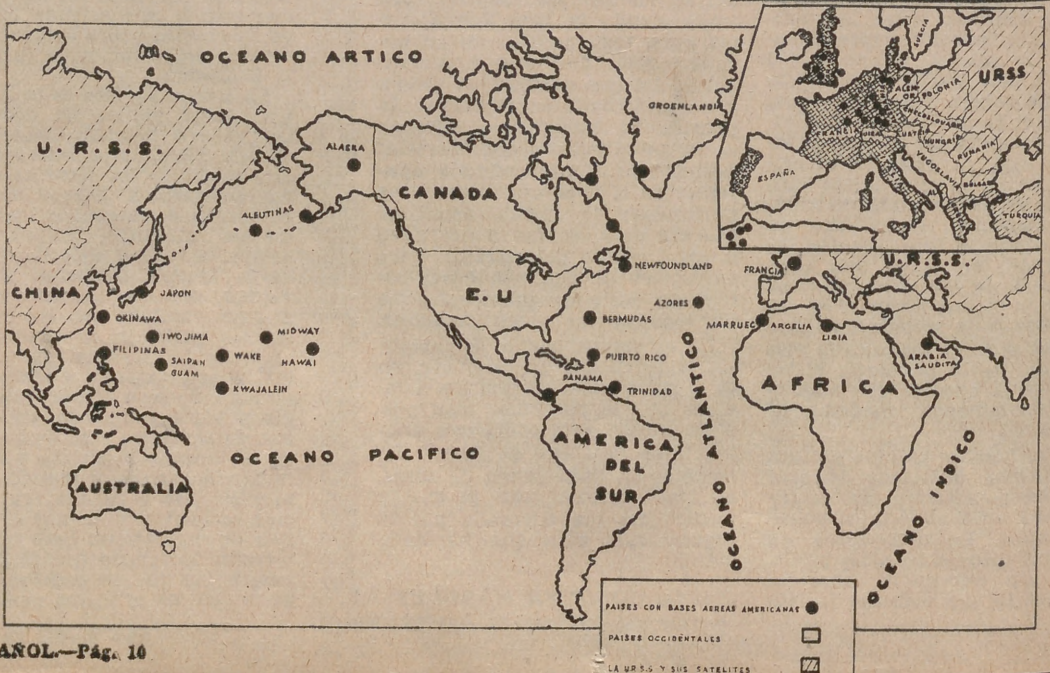 OCEANO ARTICO
GROENLANDIA
U.R.S.S.
ALASKA
CANADA
ALEUTINAS
NEWFOUNDLAND
CHINA
JAPON
E.U
AZORES
OKINAWA
BERMUDAS
IWO JIMA
MIDWAY
FILIPINAS
WAKE
HAWAI
SAIPAN
GUAM
PUERTO RICO
PANAMA
KWAJALEIN
TRINIDAD
FRANCIA
U.R.S.S.
MARRUEC
ARGELIA
LIBIA
ARABIA
SAUDITA
AFRICA
OCEANO PACIFICO
OCEANO ATLANTICO
AMERICA
DEL
SUR
AUSTRALIA
OCEANO INDICO
SUECIA
URSS
POLONIA
FRANCIA
HUNGRIA
RUMANIA
YUGOSLAVIA
ESPAÑA
TURQUIA
PAISES CON BASES AEREAS AMERICANAS
PAISES OCCIDENTALES
LA U.R.S.S Y SUS SATELITES
AÑOL.—Pág. 10